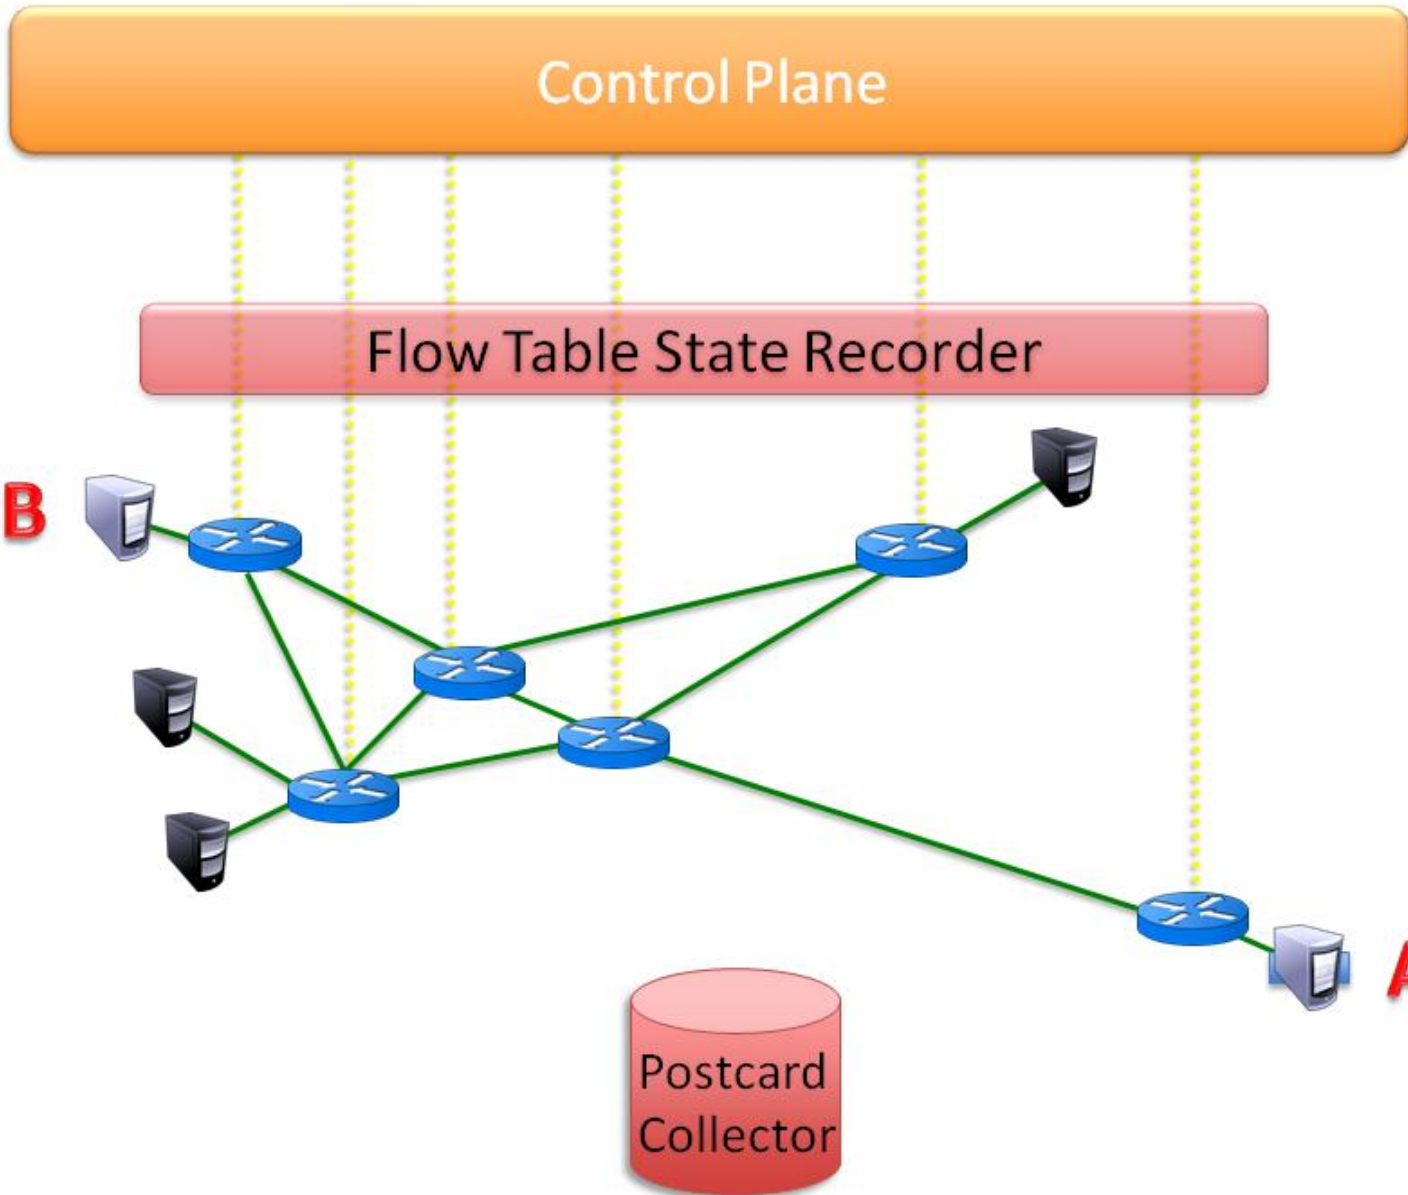 Control Plane
Flow Table State Recorder
B
A
Postcard
Collector